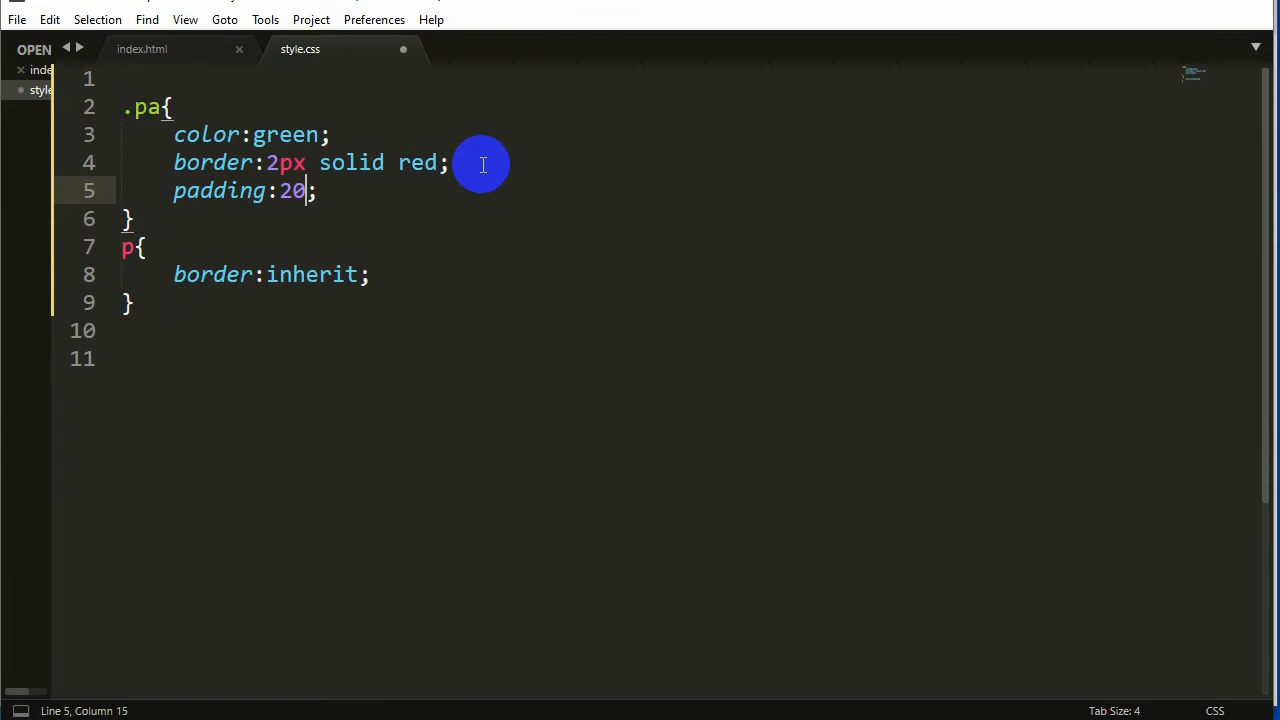 File Edit Selection Find View Goto Tools Project Preferences Help
OPEN index.html × style.css
inde
style
1
2 .pa{
3 color:green;
4 border:2px solid red;
5 padding:20;
6 }
7 p{
8 border:inherit;
9 }
10
11
Line 5, Column 15 Tab Size: 4 CSS